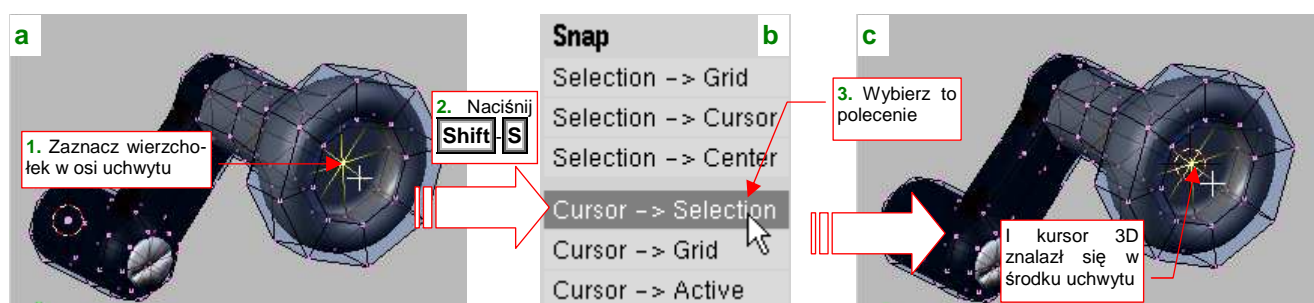 a
1. Zaznacz wierzcho-
łek w osi uchwytu
2. Naciśnij
Shift-S
b
Snap
Selection -> Grid
Selection -> Cursor
Selection -> Center
Cursor -> Selection
Cursor -> Grid
Cursor -> Active
3. Wybierz to
polecenie
c
I kursor 3D
znalazł się w
środku uchwytu